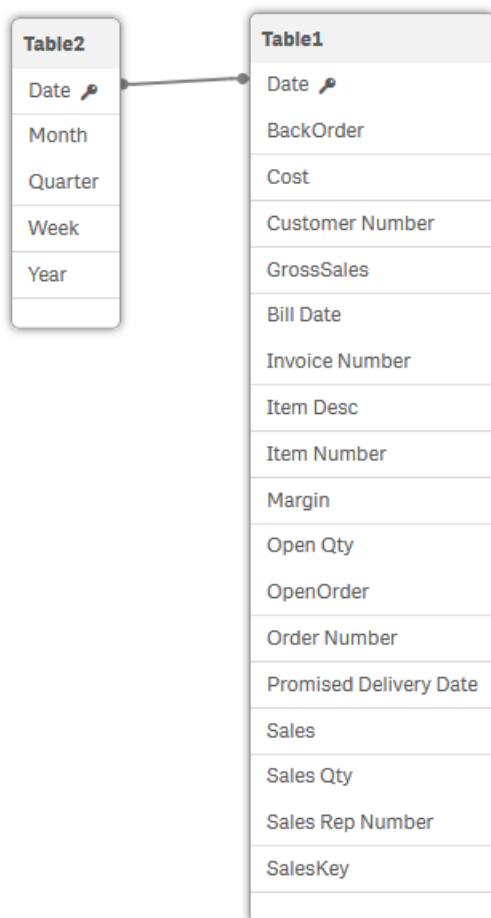 Table2
Date
Month
Quarter
Week
Year
Table1
Date
BackOrder
Cost
Customer Number
GrossSales
Bill Date
Invoice Number
Item Desc
Item Number
Margin
Open Qty
OpenOrder
Order Number
Promised Delivery Date
Sales
Sales Qty
Sales Rep Number
SalesKey